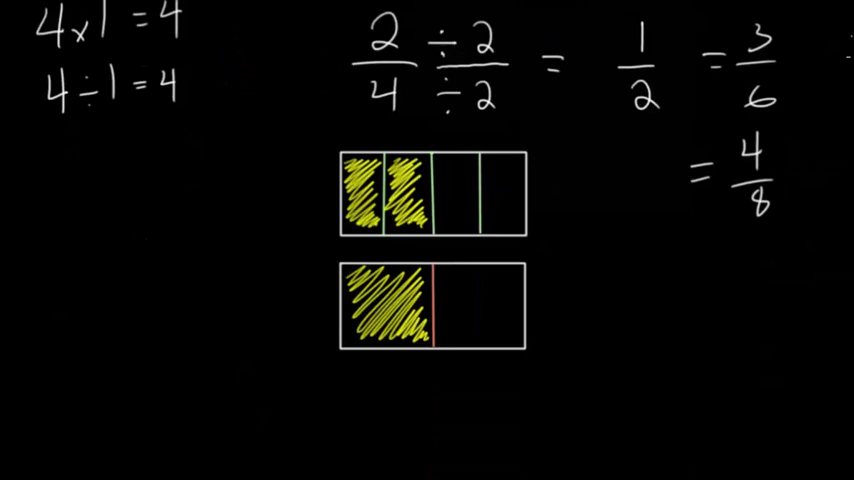 4 x 1 = 4
4 ÷ 1 = 4
2/4 ÷ 2/÷ 2 = 1/2 = 3/6
= 4/8